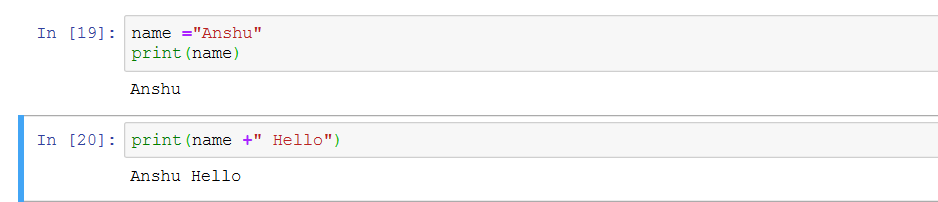 In [19]: name ="Anshu"
print(name)
Anshu
In [20]: print(name +" Hello")
Anshu Hello